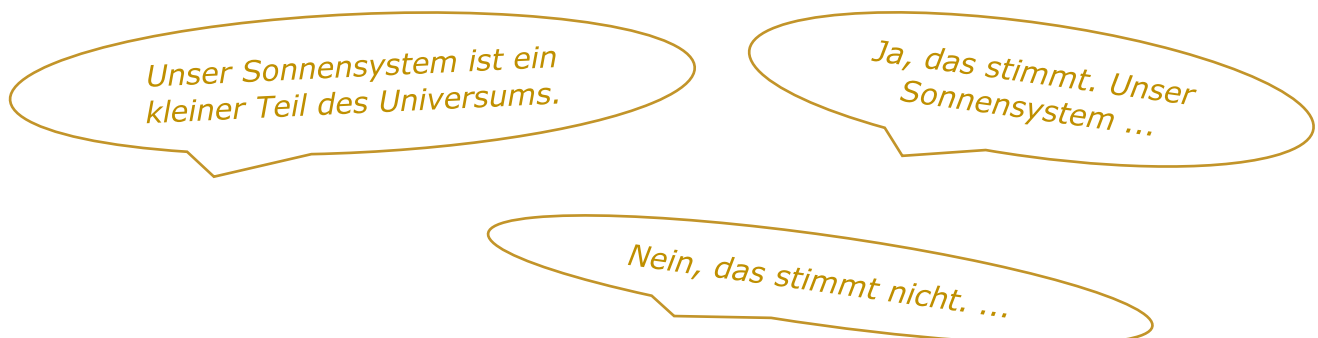 Unser Sonnensystem ist ein
kleiner Teil des Universums.
Ja, das stimmt. Unser
Sonnensystem ...
Nein, das stimmt nicht. ...